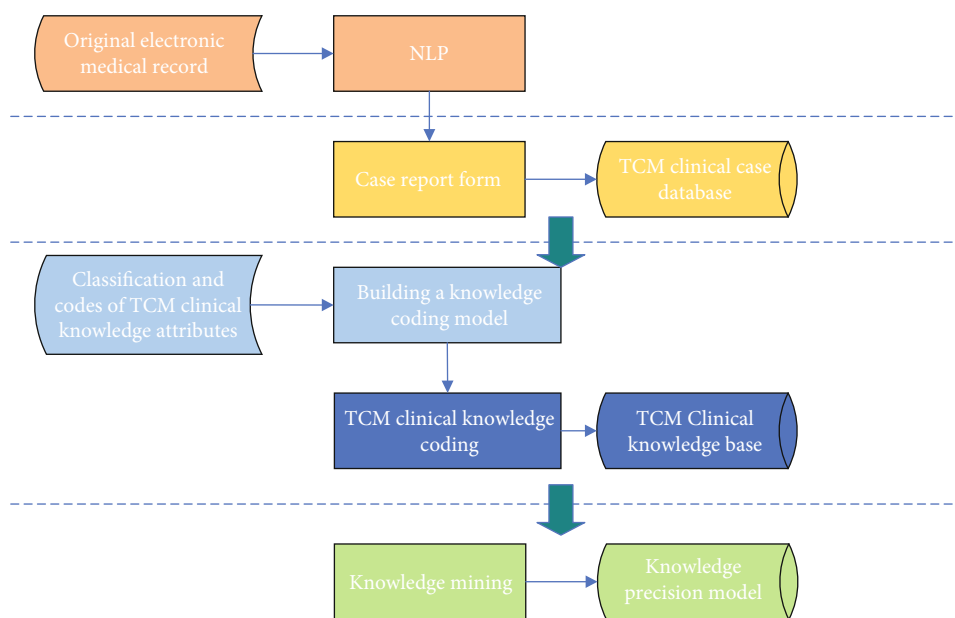 Original electronic
medical record
NLP
Case report form
TCM clinical case
database
Classification and
codes of TCM clinical
knowledge attributes
Building a knowledge
coding model
TCM clinical knowledge
coding
TCM Clinical
knowledge base
Knowledge mining
Knowledge
precision model